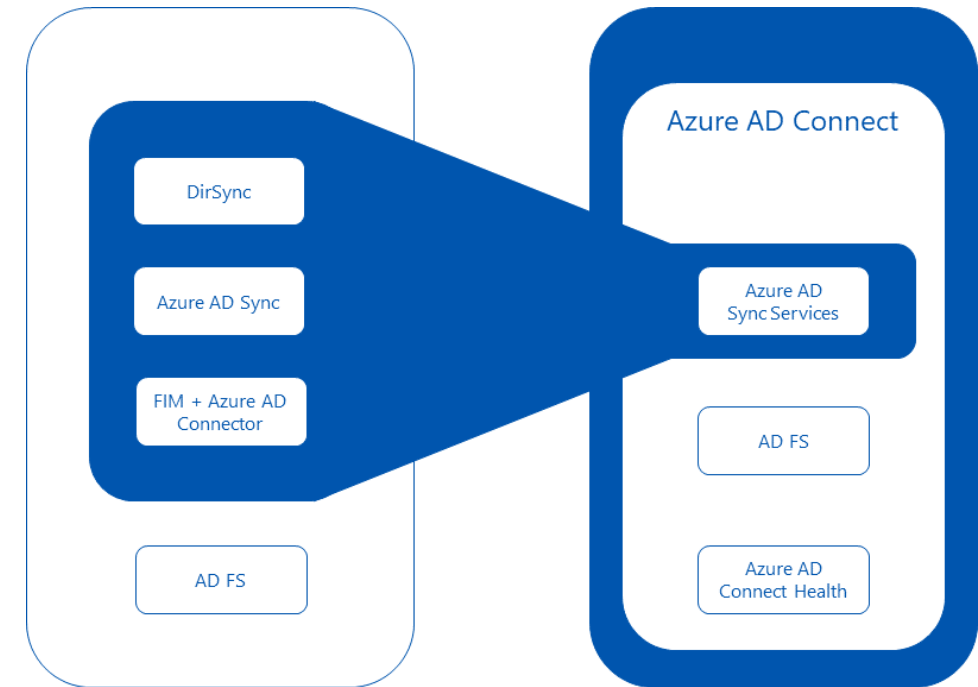 DirSync
Azure AD Sync
FIM + Azure AD
Connector
AD FS
Azure AD Connect
Azure AD
Sync Services
AD FS
Azure AD
Connect Health